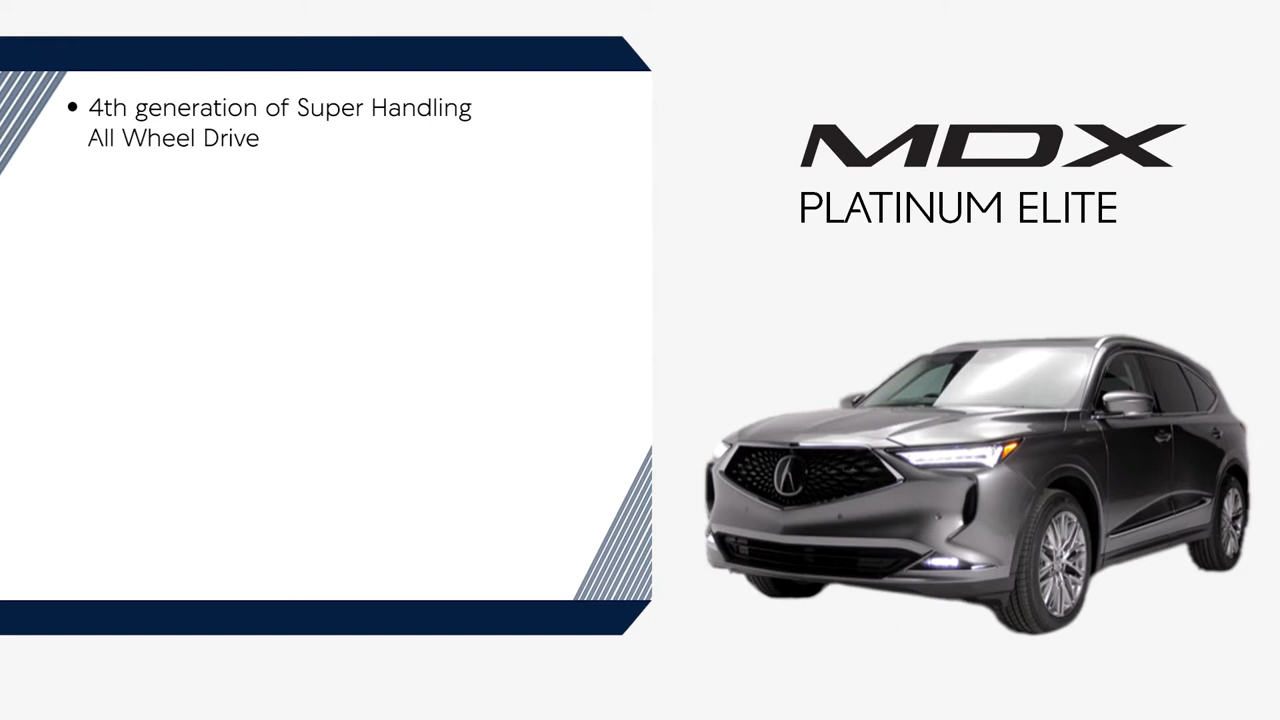 • 4th generation of Super Handling
All Wheel Drive
MDX
PLATINUM ELITE